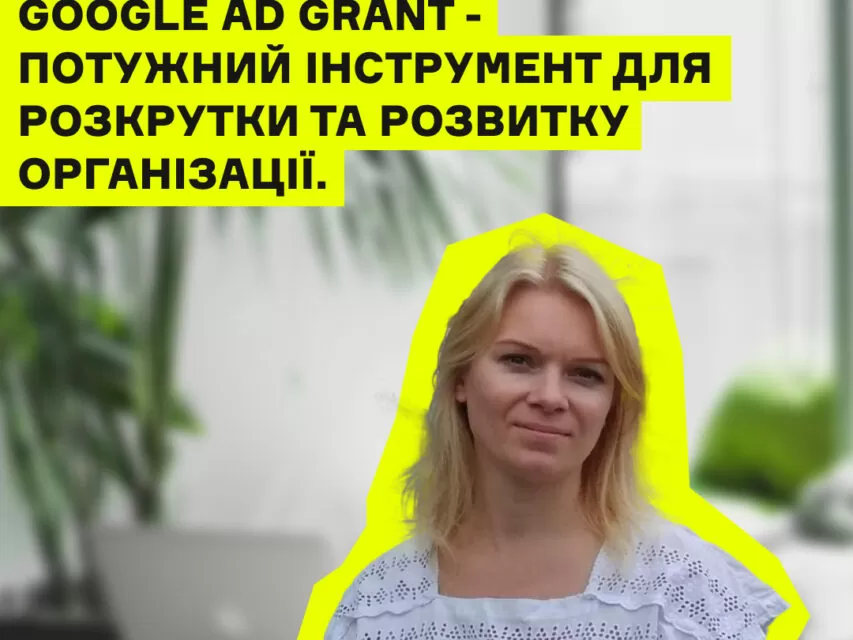 GOOGLE AD GRANT -
ПОТУЖНИЙ ІНСТРУМЕНТ ДЛЯ
РОЗКРУТКИ ТА РОЗВИТКУ
ОРГАНІЗАЦІЇ.